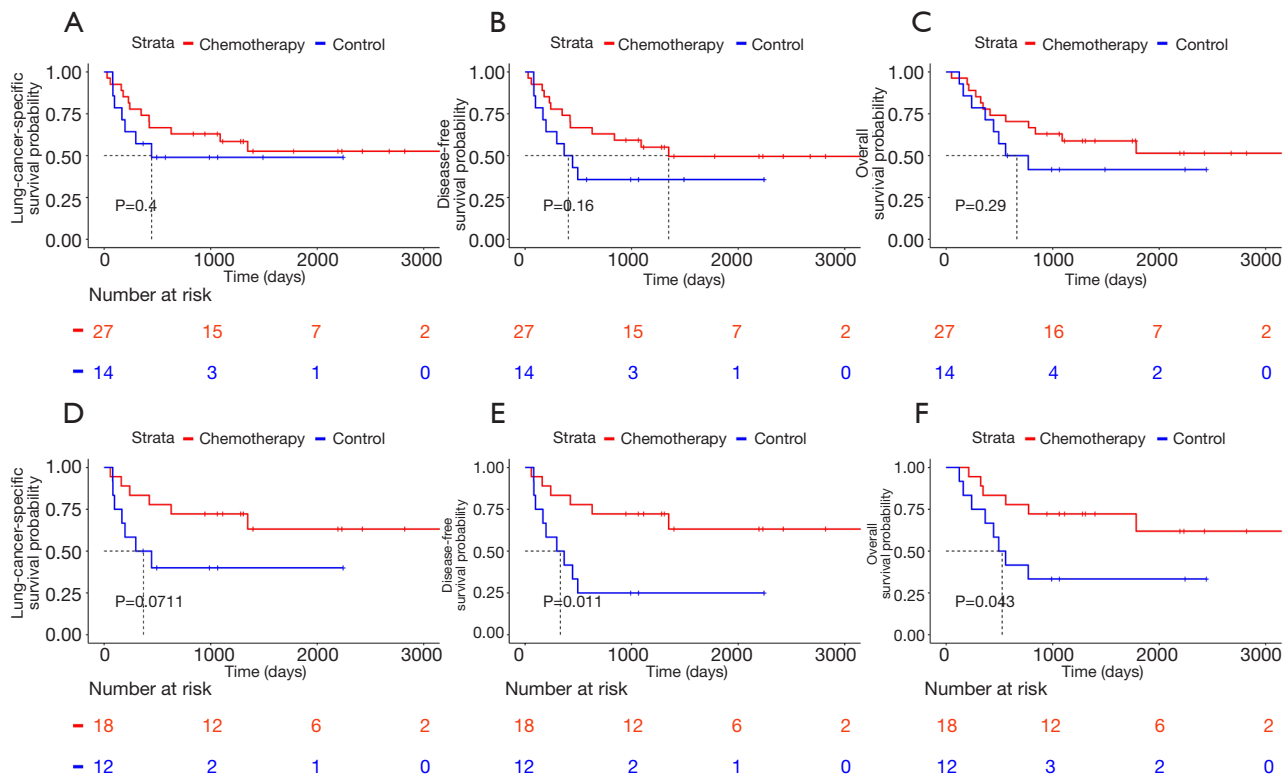 A
Strata Chemotherapy Control
Lung-cancer-specific
survival probability
1.00
0.75
0.50
0.25
0.00
P=0.4
0 1000 2000 3000
Time (days)
Number at risk
27 15 7 2
14 3 1 0
B
Strata Chemotherapy Control
Disease-free
survival probability
1.00
0.75
0.50
0.25
0.00
P=0.16
0 1000 2000 3000
Time (days)
27 15 7 2
14 3 1 0
C
Strata Chemotherapy Control
Overall
survival probability
1.00
0.75
0.50
0.25
0.00
P=0.29
0 1000 2000 3000
Time (days)
27 16 7 2
14 4 2 0
D
Strata Chemotherapy Control
Lung-cancer-specific
survival probability
1.00
0.75
0.50
0.25
0.00
P=0.0711
0 1000 2000 3000
Time (days)
Number at risk
18 12 6 2
12 2 1 0
E
Strata Chemotherapy Control
Disease-free
survival probability
1.00
0.75
0.50
0.25
0.00
P=0.011
0 1000 2000 3000
Time (days)
Number at risk
18 12 6 2
12 2 1 0
F
Strata Chemotherapy Control
Overall
survival probability
1.00
0.75
0.50
0.25
0.00
P=0.043
0 1000 2000 3000
Time (days)
Number at risk
18 12 6 2
12 3 2 0